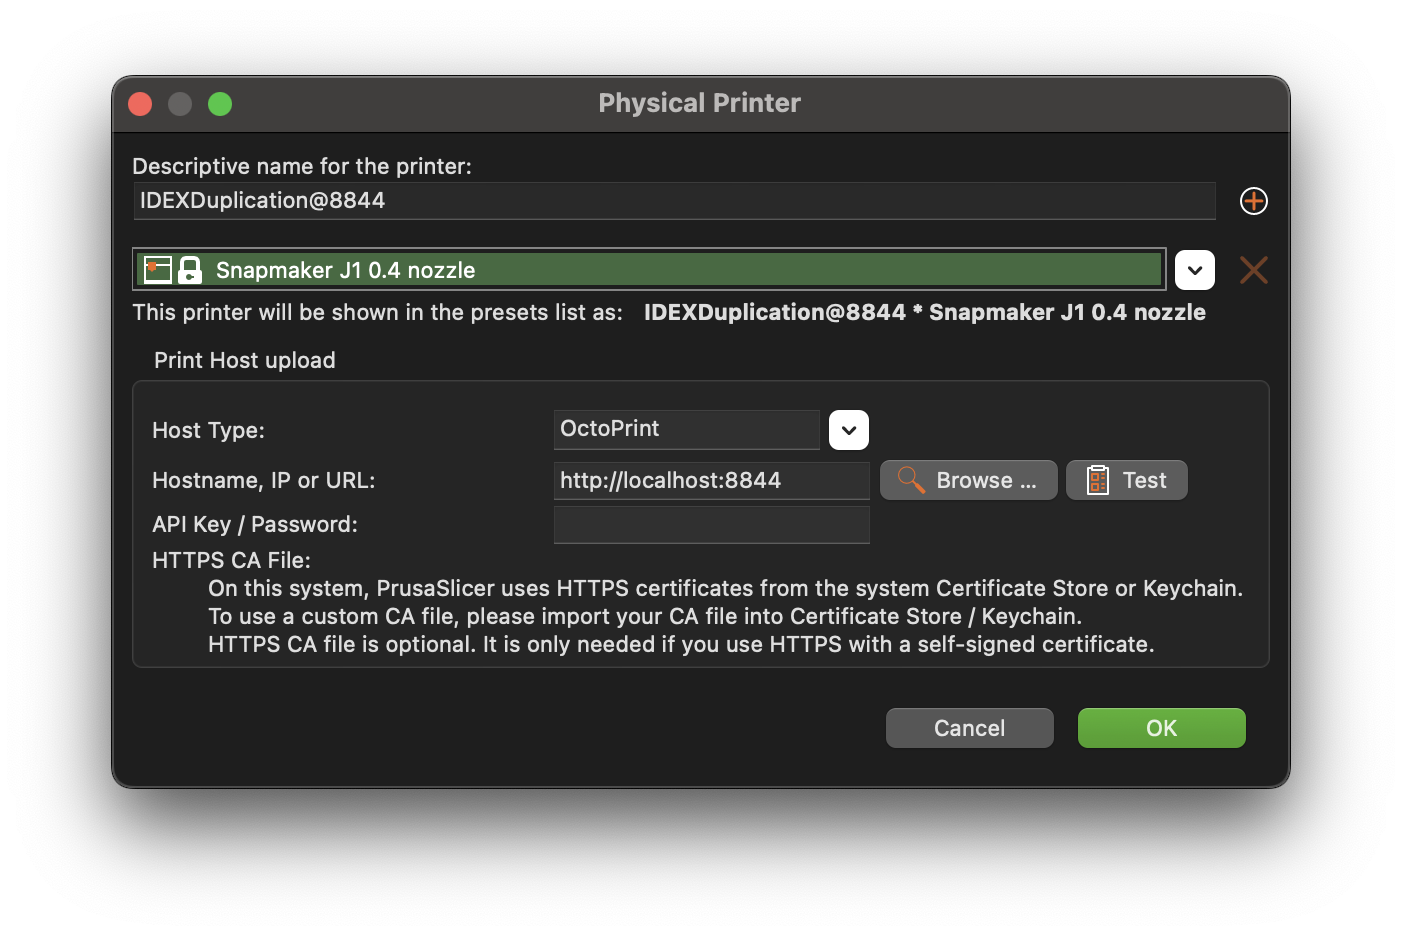 Physical Printer
Descriptive name for the printer:
IDEXDuplication@8844
Snapmaker J1 0.4 nozzle
This printer will be shown in the presets list as: IDEXDuplication@8844 * Snapmaker J1 0.4 nozzle
Print Host upload
Host Type: OctoPrint
Hostname, IP or URL: http://localhost:8844 Browse ... Test
API Key / Password:
HTTPS CA File:
On this system, PrusaSlicer uses HTTPS certificates from the system Certificate Store or Keychain.
To use a custom CA file, please import your CA file into Certificate Store / Keychain.
HTTPS CA file is optional. It is only needed if you use HTTPS with a self-signed certificate.
Cancel OK